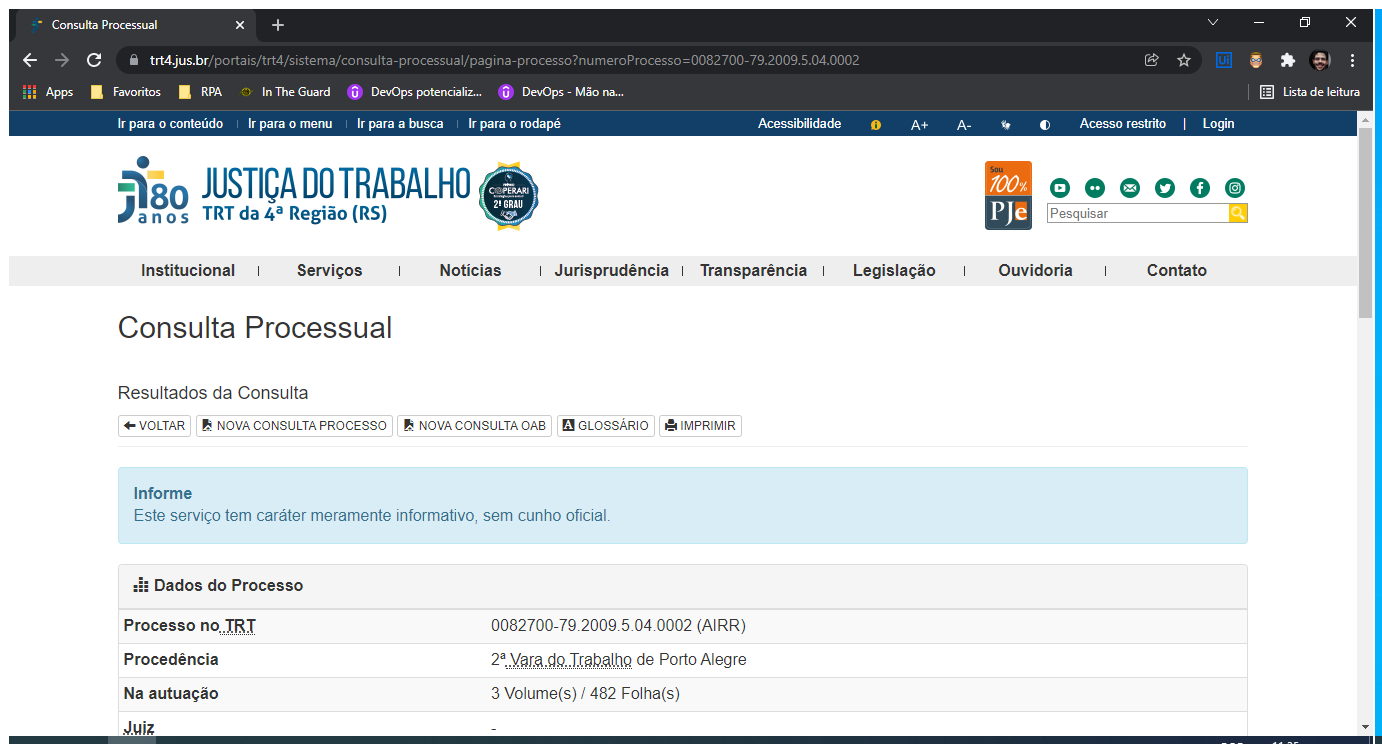 Consulta Processual
trt4.jus.br/portais/trt4/sistema/consulta-processual/pagina-processo?numeroProcesso=0082700-79.2009.5.04.0002
Apps Favoritos RPA In The Guard DevOps potencializ... DevOps - Mão na... Lista de leitura
Ir para o conteúdo | Ir para o menu | Ir para a busca | Ir para o rodapé Acessibilidade A+ A- Acesso restrito | Login
80 anos
JUSTIÇA DO TRABALHO
TRT da 4ª Região (RS)
COOPERARI
2º GRAU
Sou
100%
PJe
Pesquisar
Institucional | Serviços | Notícias | Jurisprudência | Transparência | Legislação | Ouvidoria | Contato
Consulta Processual
Resultados da Consulta
VOLTAR NOVA CONSULTA PROCESSO NOVA CONSULTA OAB GLOSSÁRIO IMPRIMIR
Informe
Este serviço tem caráter meramente informativo, sem cunho oficial.
Dados do Processo
Processo no TRT 0082700-79.2009.5.04.0002 (AIRR)
Procedência 2ª Vara do Trabalho de Porto Alegre
Na autuação 3 Volume(s) / 482 Folha(s)
Juiz -